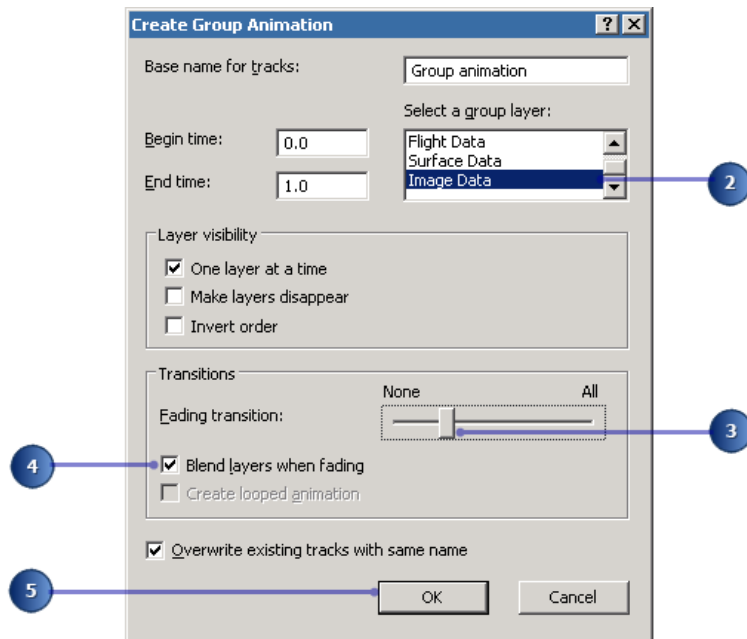 Create Group Animation
Base name for tracks:
Group animation
Select a group layer:
Begin time:
0.0
Flight Data
Surface Data
Image Data
End time:
1.0
2
Layer visibility
One layer at a time
Make layers disappear
Invert order
Transitions
None
All
Fading transition:
3
4
Blend layers when fading
Create looped animation
Overwrite existing tracks with same name
5
OK
Cancel